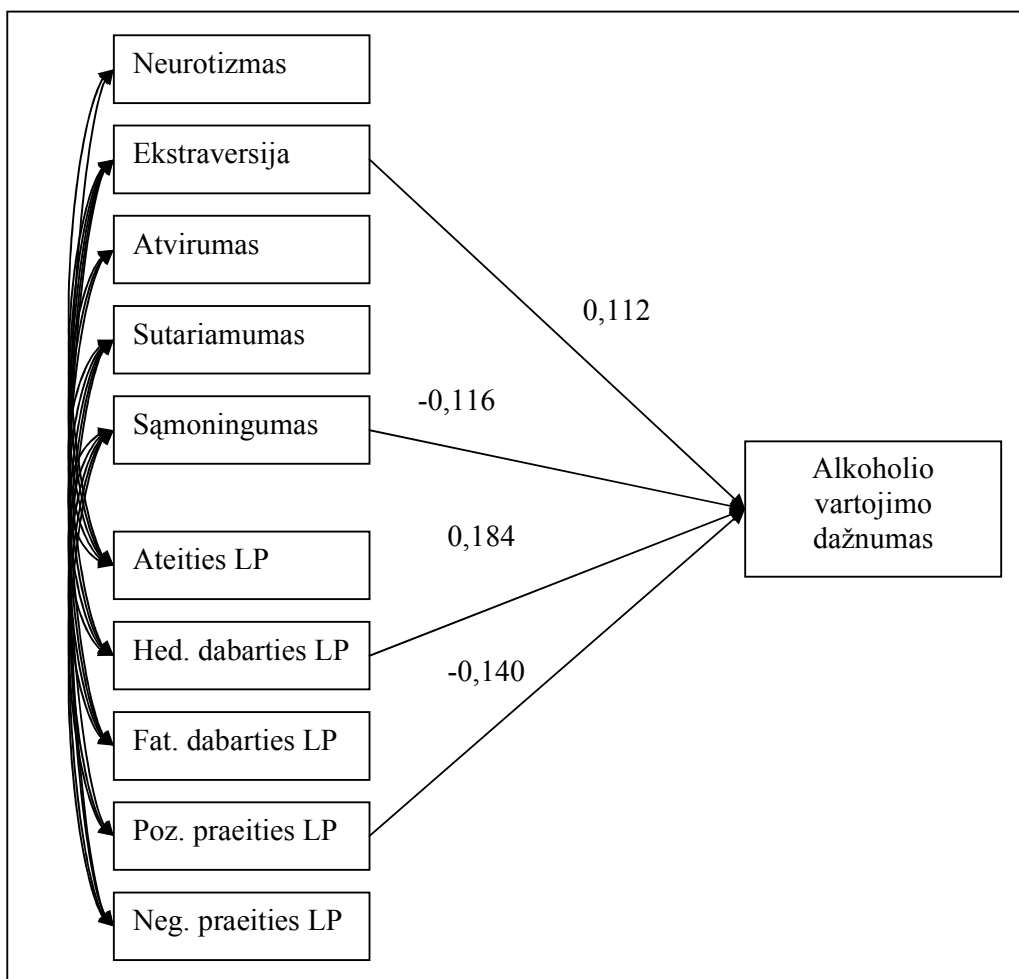 Neurotizmas
Ekstraversija
Atvirumas
Sutariamumas
Sąmoningumas
Ateities LP
Hed. dabarties LP
Fat. dabarties LP
Poz. praeities LP
Neg. praeities LP
0,112
-0,116
0,184
-0,140
Alkoholio
vartojimo
dažnumas